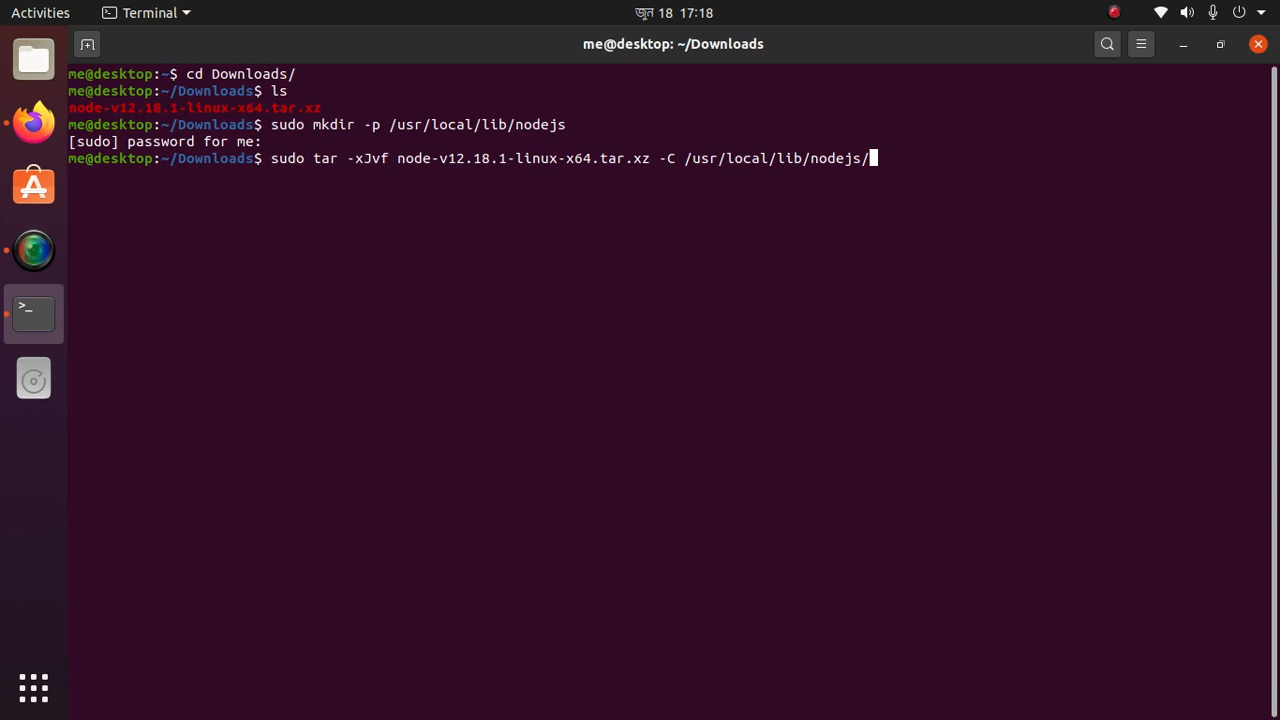 Activities
Terminal
জুন 18 17:18
me@desktop: ~/Downloads
me@desktop:~$ cd Downloads/
me@desktop:~/Downloads$ ls
node-v12.18.1-linux-x64.tar.xz
me@desktop:~/Downloads$ sudo mkdir -p /usr/local/lib/nodejs
[sudo] password for me:
me@desktop:~/Downloads$ sudo tar -xJvf node-v12.18.1-linux-x64.tar.xz -C /usr/local/lib/nodejs/